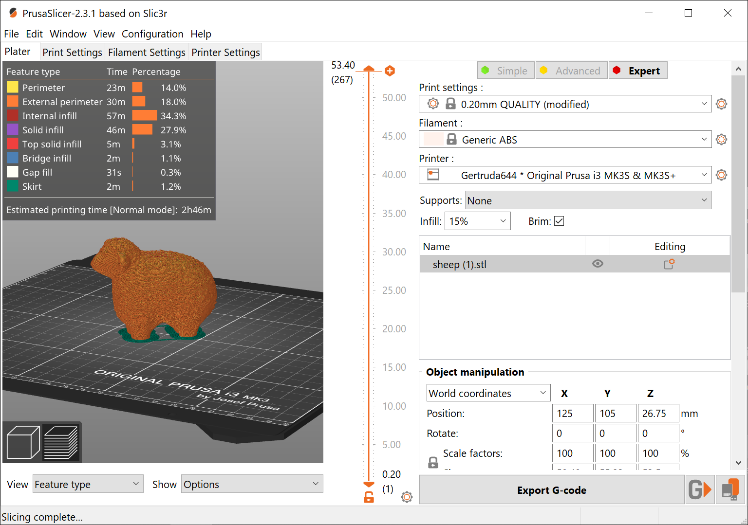 PrusaSlicer-2.3.1 based on Slic3r
File Edit Window View Configuration Help
Plater Print Settings Filament Settings Printer Settings
Feature type Time Percentage
Perimeter 23m 14.0%
External perimeter 30m 18.0%
Internal infill 57m 34.3%
Solid infill 46m 27.9%
Top solid infill 5m 3.1%
Bridge infill 2m 1.1%
Gap fill 31s 0.3%
Skirt 2m 1.2%
Estimated printing time [Normal mode]: 2h46m
ORIGINAL PRUSA i3 MK3
by Josef Prusa
View Feature type Show Options
Slicing complete...
53.40
(267)
50.00
45.00
40.00
35.00
30.00
25.00
20.00
15.00
10.00
5.00
0.20
(1)
Simple Advanced Expert
Print settings :
0.20mm QUALITY (modified)
Filament :
Generic ABS
Printer :
Gertruda644 * Original Prusa i3 MK3S & MK3S+
Supports: None
Infill: 15% Brim:
Name Editing
sheep (1).stl
Object manipulation
World coordinates X Y Z
Position: 125 105 26.75 mm
Rotate: 0 0 0 °
Scale factors: 100 100 100 %
Export G-code